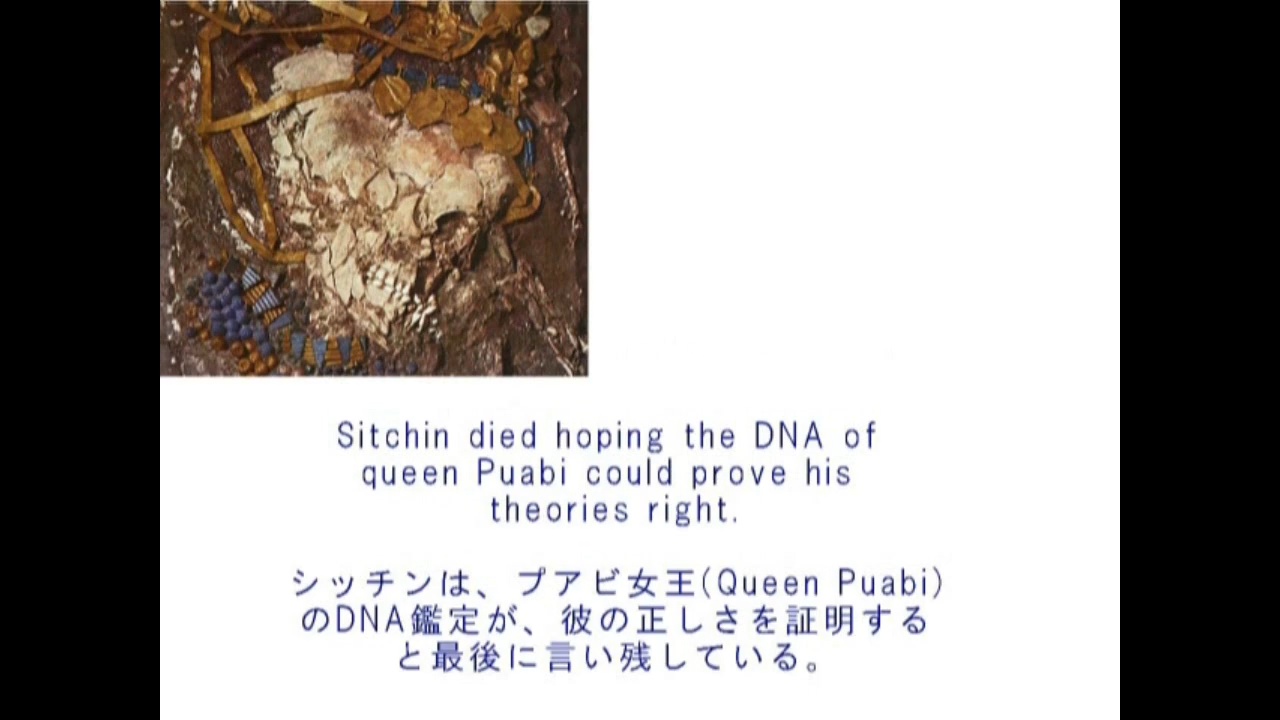 Sitchin died hoping the DNA of
queen Puabi could prove his
theories right.
シッチンは、プアビ女王(Queen Puabi)
のDNA鑑定が、彼の正しさを証明する
と最後に言い残している。